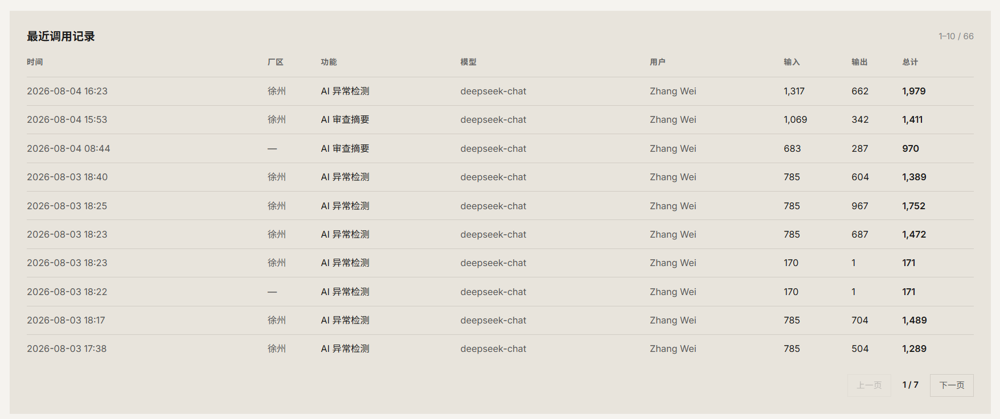 最近调用记录 1–10 / 66
时间 厂区 功能 模型 用户 输入 输出 总计
2026-08-04 16:23 徐州 AI 异常检测 deepseek-chat Zhang Wei 1,317 662 1,979
2026-08-04 15:53 徐州 AI 审查摘要 deepseek-chat Zhang Wei 1,069 342 1,411
2026-08-04 08:44 — AI 审查摘要 deepseek-chat Zhang Wei 683 287 970
2026-08-03 18:40 徐州 AI 异常检测 deepseek-chat Zhang Wei 785 604 1,389
2026-08-03 18:25 徐州 AI 异常检测 deepseek-chat Zhang Wei 785 967 1,752
2026-08-03 18:23 徐州 AI 异常检测 deepseek-chat Zhang Wei 785 687 1,472
2026-08-03 18:23 徐州 AI 异常检测 deepseek-chat Zhang Wei 170 1 171
2026-08-03 18:22 — AI 异常检测 deepseek-chat Zhang Wei 170 1 171
2026-08-03 18:17 徐州 AI 异常检测 deepseek-chat Zhang Wei 785 704 1,489
2026-08-03 17:38 徐州 AI 异常检测 deepseek-chat Zhang Wei 785 504 1,289
上一页 1 / 7 下一页